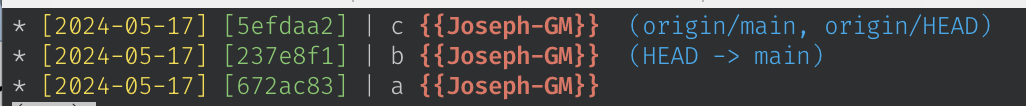 * [2024-05-17] [5efdaa2] | c {{Joseph-GM}} (origin/main, origin/HEAD)
* [2024-05-17] [237e8f1] | b {{Joseph-GM}} (HEAD -> main)
* [2024-05-17] [672ac83] | a {{Joseph-GM}}